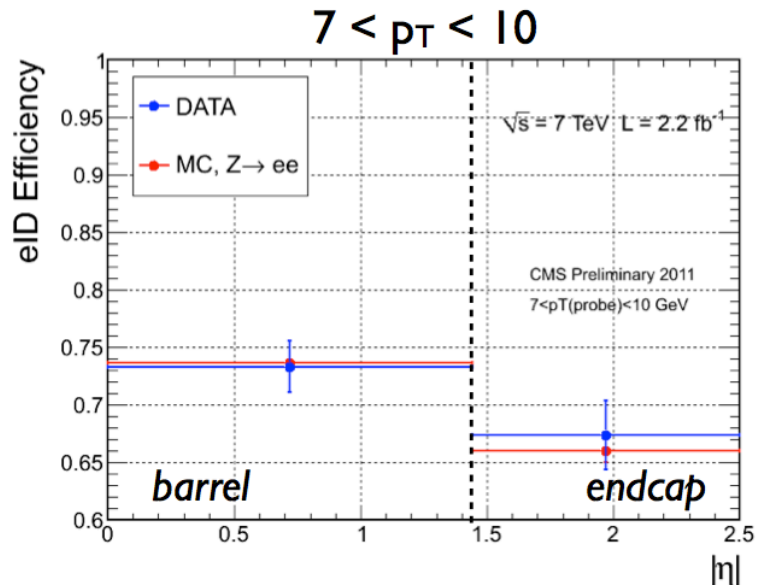 7 < pT < 10
eID Efficiency
1
0.95
0.9
0.85
0.8
0.75
0.7
0.65
0.6
DATA
MC, Z→ ee
√s = 7 TeV L = 2.2 fb⁻¹
CMS Preliminary 2011
7<pT(probe)<10 GeV
barrel
endcap
0 0.5 1 1.5 2 2.5
|η|